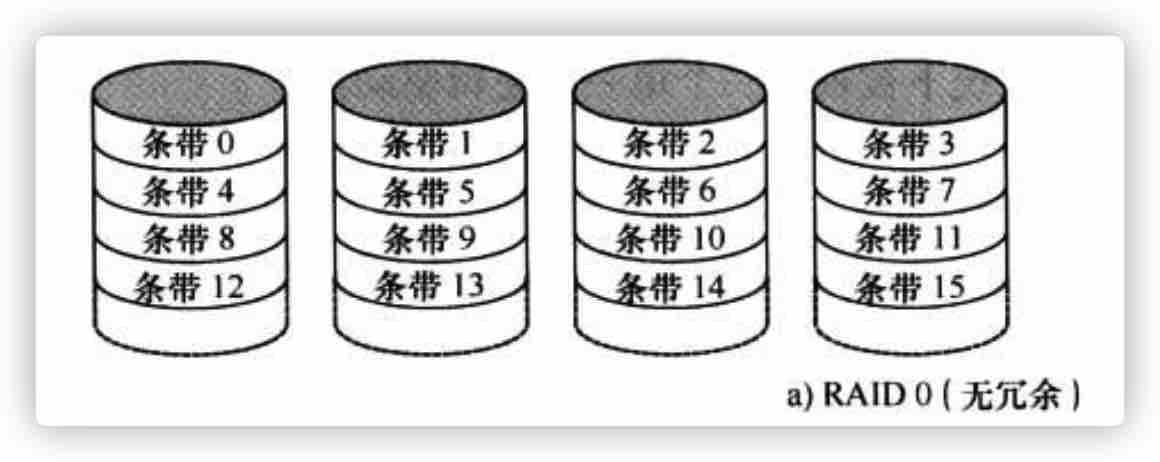 条带 0 条带 1 条带 2 条带 3
条带 4 条带 5 条带 6 条带 7
条带 8 条带 9 条带 10 条带 11
条带 12 条带 13 条带 14 条带 15
a) RAID 0 ( 无冗余 )